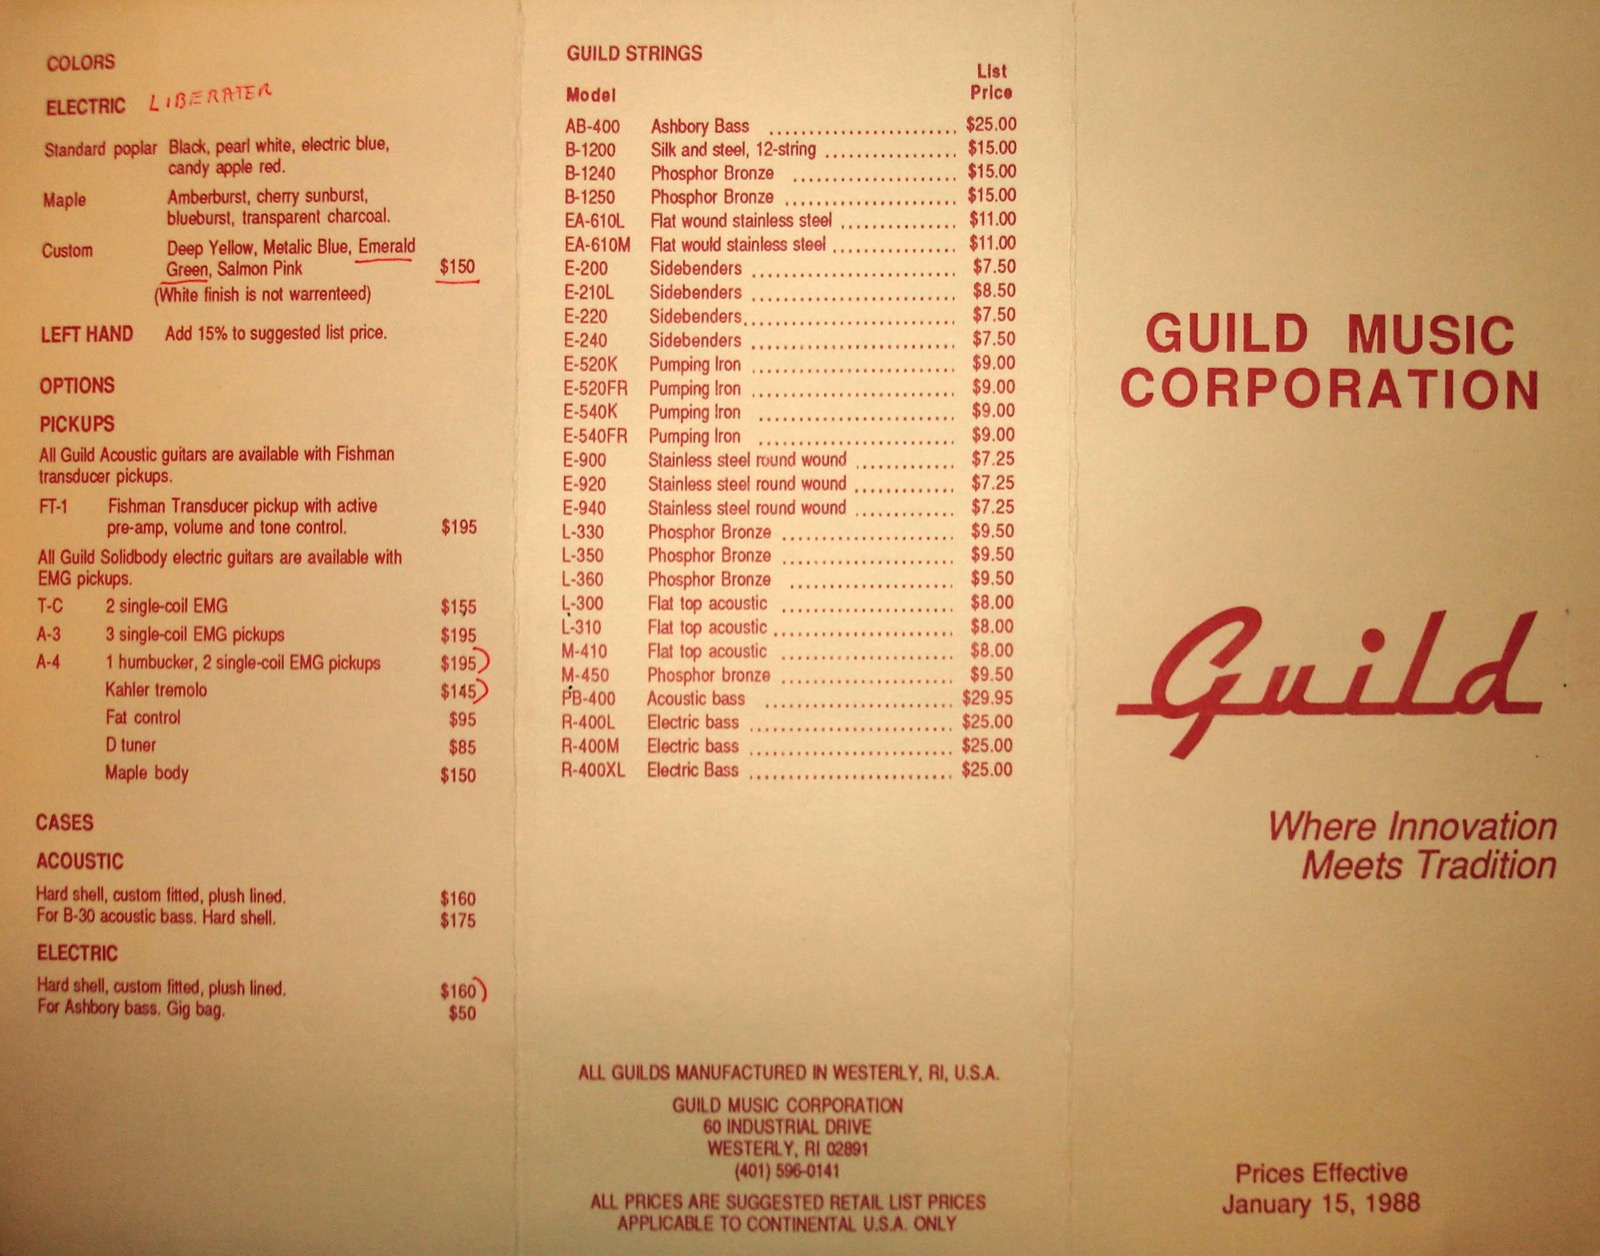 COLORS
ELECTRIC LIBERATER
Standard poplar Black, pearl white, electric blue,
candy apple red.
Maple Amberburst, cherry sunburst,
blueburst, transparent charcoal.
Custom Deep Yellow, Metalic Blue, Emerald
Green, Salmon Pink $150
(White finish is not warrenteed)
LEFT HAND Add 15% to suggested list price.
OPTIONS
PICKUPS
All Guild Acoustic guitars are available with Fishman
transducer pickups.
FT-1 Fishman Transducer pickup with active
pre-amp, volume and tone control. $195
All Guild Solidbody electric guitars are available with
EMG pickups.
T-C 2 single-coil EMG $155
A-3 3 single-coil EMG pickups $195
A-4 1 humbucker, 2 single-coil EMG pickups $195
Kahler tremolo $145
Fat control $95
D tuner $85
Maple body $150
CASES
ACOUSTIC
Hard shell, custom fitted, plush lined. $160
For B-30 acoustic bass. Hard shell. $175
ELECTRIC
Hard shell, custom fitted, plush lined. $160
For Ashbory bass. Gig bag. $50
GUILD STRINGS
List
Model Price
AB-400 Ashbory Bass ........................ $25.00
B-1200 Silk and steel, 12-string ................. $15.00
B-1240 Phosphor Bronze ..................... $15.00
B-1250 Phosphor Bronze ...................... $15.00
EA-610L Flat wound stainless steel ............... $11.00
EA-610M Flat would stainless steel ................ $11.00
E-200 Sidebenders .......................... $7.50
E-210L Sidebenders .......................... $8.50
E-220 Sidebenders........................... $7.50
E-240 Sidebenders .......................... $7.50
E-520K Pumping Iron .......................... $9.00
E-520FR Pumping Iron .......................... $9.00
E-540K Pumping Iron ......................... $9.00
E-540FR Pumping Iron ......................... $9.00
E-900 Stainless steel round wound ............. $7.25
E-920 Stainless steel round wound ............. $7.25
E-940 Stainless steel round wound ............. $7.25
L-330 Phosphor Bronze ...................... $9.50
L-350 Phosphor Bronze ...................... $9.50
L-360 Phosphor Bronze ..................... $9.50
L-300 Flat top acoustic ...................... $8.00
L-310 Flat top acoustic ....................... $8.00
M-410 Flat top acoustic ...................... $8.00
M-450 Phosphor bronze ...................... $9.50
PB-400 Acoustic bass ........................ $29.95
R-400L Electric bass .......................... $25.00
R-400M Electric bass .......................... $25.00
R-400XL Electric Bass .......................... $25.00
ALL GUILDS MANUFACTURED IN WESTERLY, RI, U.S.A.
GUILD MUSIC CORPORATION
60 INDUSTRIAL DRIVE
WESTERLY, RI 02891
(401) 596-0141
ALL PRICES ARE SUGGESTED RETAIL LIST PRICES
APPLICABLE TO CONTINENTAL U.S.A. ONLY
GUILD MUSIC
CORPORATION
Guild
Where Innovation
Meets Tradition
Prices Effective
January 15, 1988